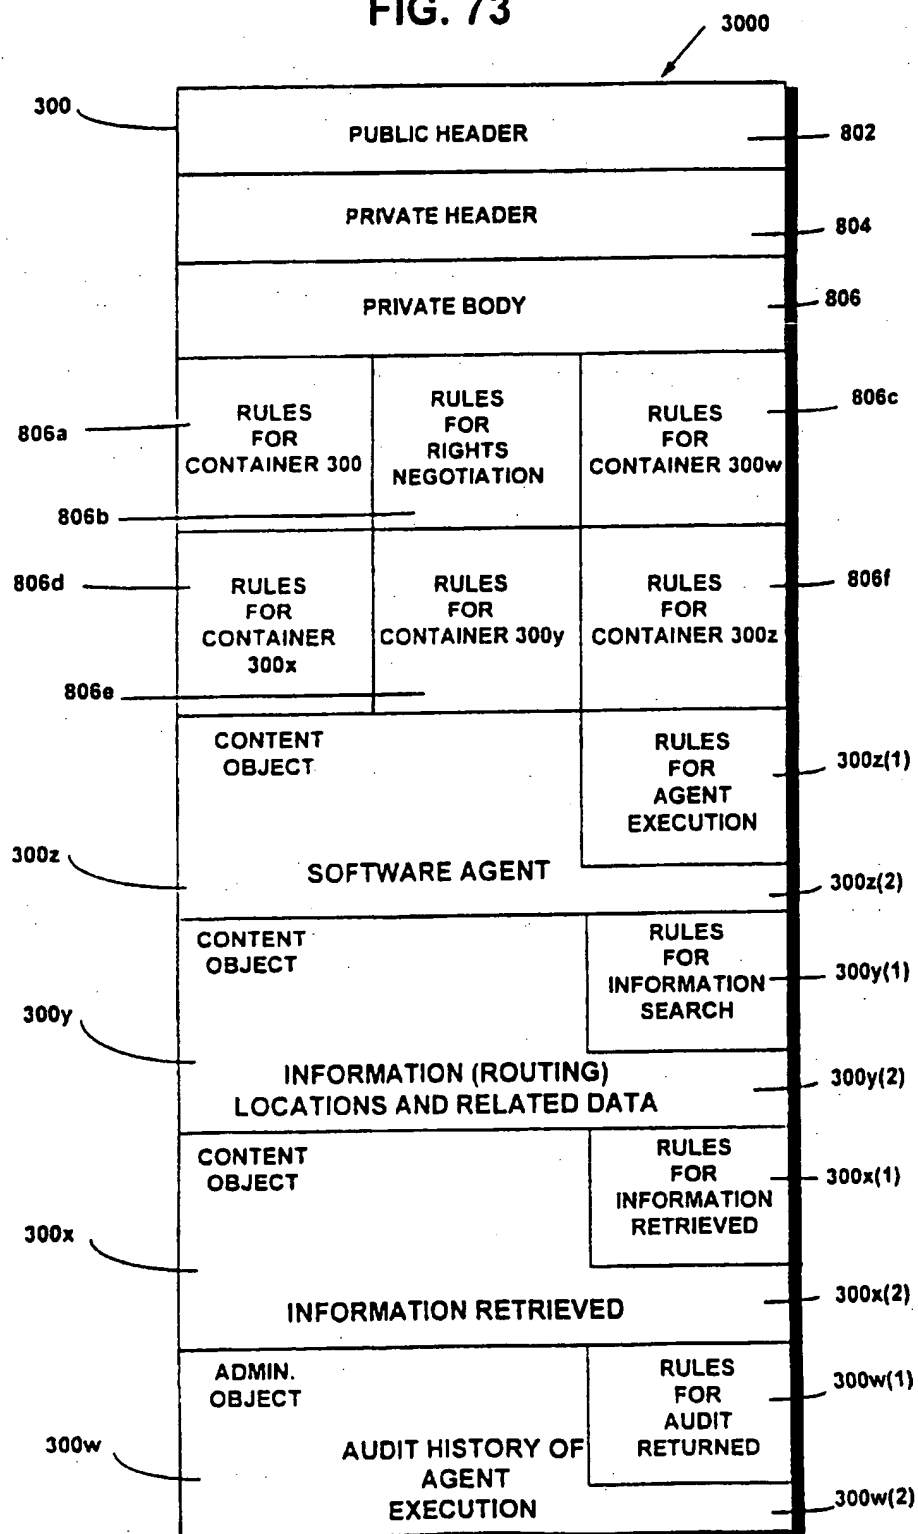 FIG. 73
3000
300
PUBLIC HEADER
802
PRIVATE HEADER
804
PRIVATE BODY
806
806a
RULES
FOR
CONTAINER 300
RULES
FOR
RIGHTS
NEGOTIATION
806b
RULES
FOR
CONTAINER 300w
806c
806d
RULES
FOR
CONTAINER
300x
RULES
FOR
CONTAINER 300y
806e
RULES
FOR
CONTAINER 300z
806f
CONTENT
OBJECT
RULES
FOR
AGENT
EXECUTION
300z(1)
300z
SOFTWARE AGENT
300z(2)
CONTENT
OBJECT
RULES
FOR
INFORMATION
SEARCH
300y(1)
300y
INFORMATION (ROUTING)
LOCATIONS AND RELATED DATA
300y(2)
CONTENT
OBJECT
RULES
FOR
INFORMATION
RETRIEVED
300x(1)
300x
INFORMATION RETRIEVED
300x(2)
ADMIN.
OBJECT
RULES
FOR
AUDIT
RETURNED
300w(1)
300w
AUDIT HISTORY OF
AGENT
EXECUTION
300w(2)